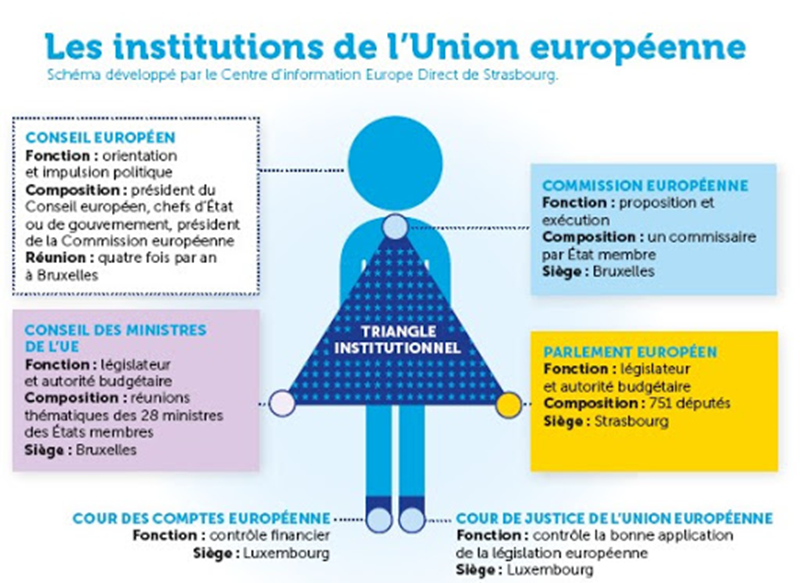 Les institutions de l'Union européenne
Schéma développé par le Centre d'information Europe Direct de Strasbourg.
CONSEIL EUROPÉEN
Fonction : orientation
et impulsion politique
Composition : président du
Conseil européen, chefs d'État
ou de gouvernement, président
de la Commission européenne
Réunion : quatre fois par an
à Bruxelles
COMMISSION EUROPÉENNE
Fonction : proposition et
exécution
Composition : un commissaire
par État membre
Siège : Bruxelles
TRIANGLE
INSTITUTIONNEL
CONSEIL DES MINISTRES
DE L'UE
Fonction : législateur
et autorité budgétaire
Composition : réunions
thématiques des 28 ministres
des États membres
Siège : Bruxelles
PARLEMENT EUROPÉEN
Fonction : législateur
et autorité budgétaire
Composition : 751 députés
Siège : Strasbourg
COUR DES COMPTES EUROPÉENNE
Fonction : contrôle financier
Siège : Luxembourg
COUR DE JUSTICE DE L'UNION EUROPÉENNE
Fonction : contrôle la bonne application
de la législation européenne
Siège : Luxembourg